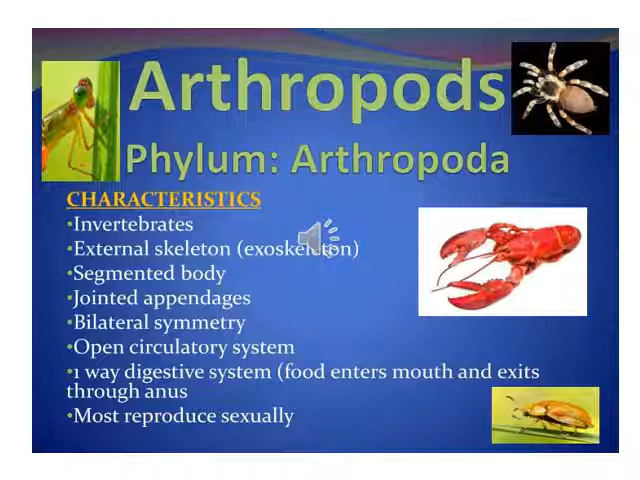 Arthropods
Phylum: Arthropoda
CHARACTERISTICS
•Invertebrates
•External skeleton (exoskeleton)
•Segmented body
•Jointed appendages
•Bilateral symmetry
•Open circulatory system
•1 way digestive system (food enters mouth and exits
through anus
•Most reproduce sexually